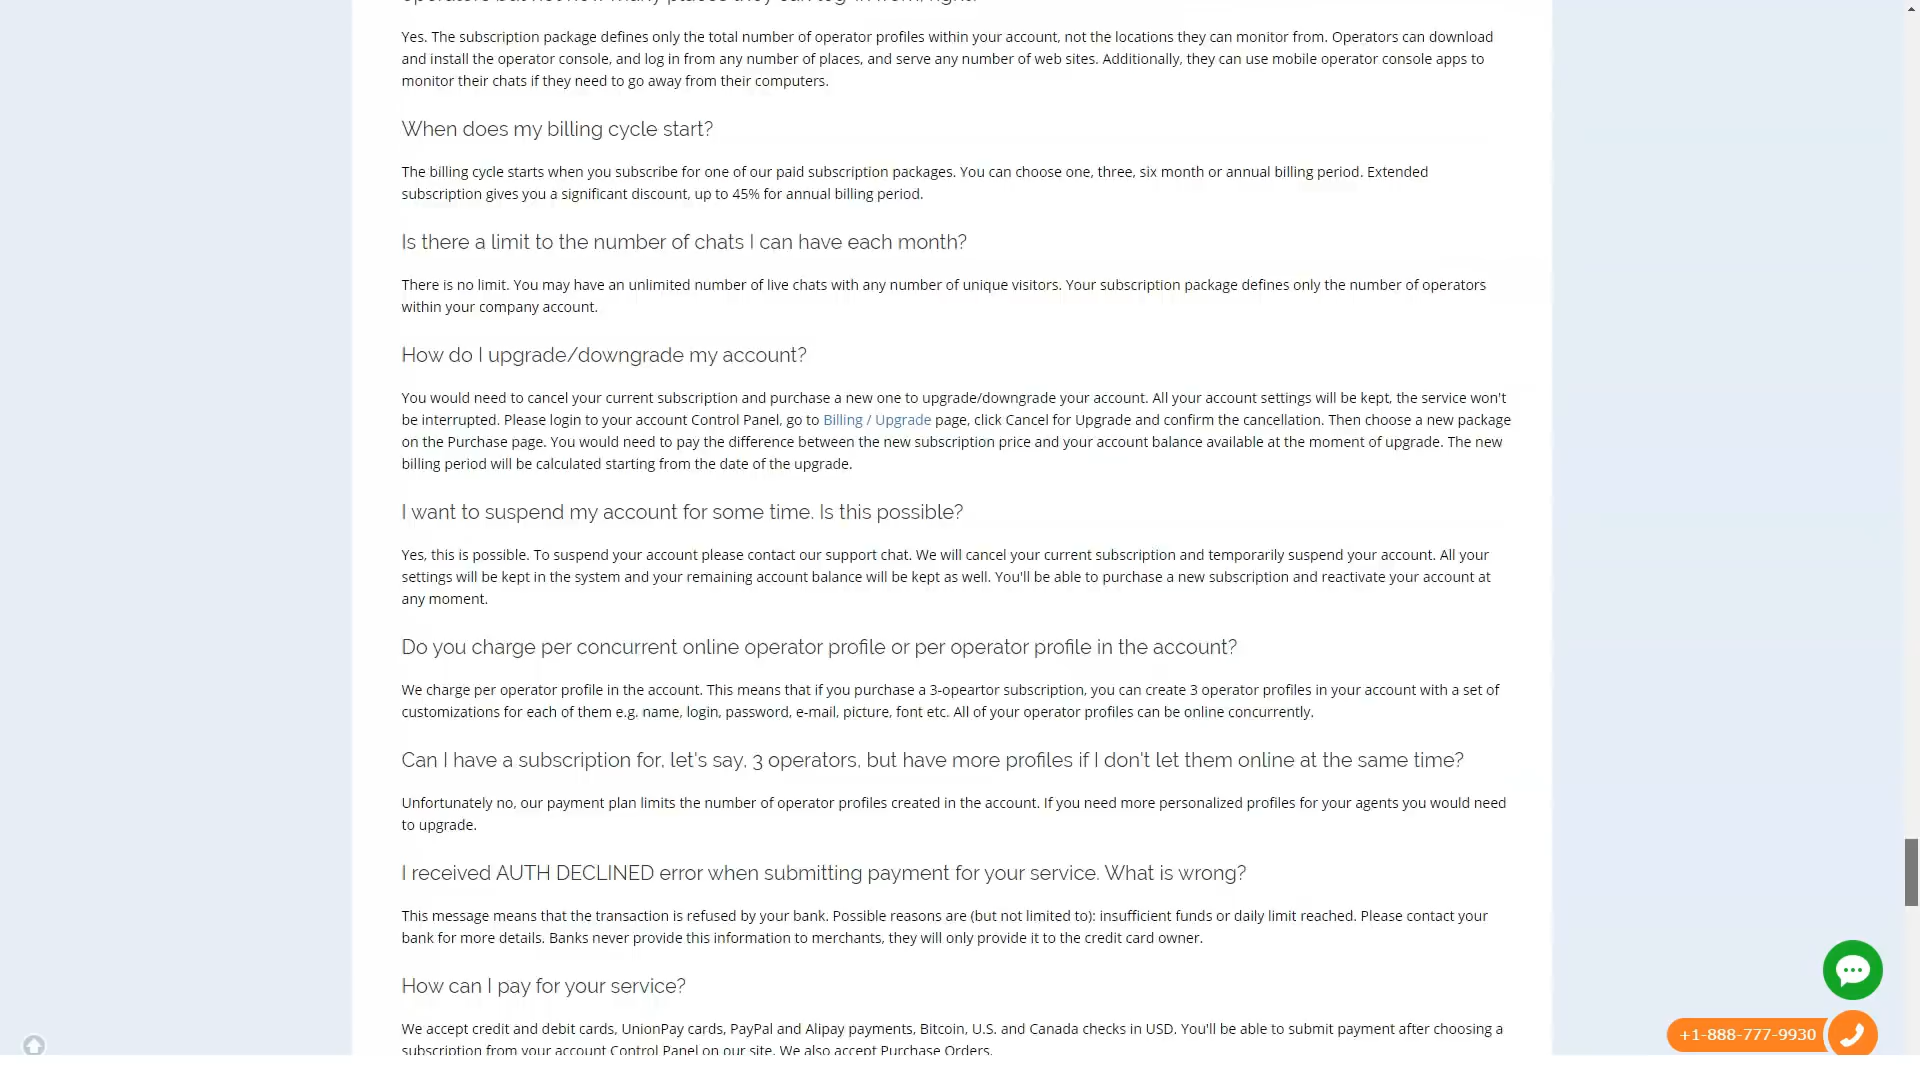 Yes. The subscription package defines only the total number of operator profiles within your account, not the locations they can monitor from. Operators can download
and install the operator console, and log in from any number of places, and serve any number of web sites. Additionally, they can use mobile operator console apps to
monitor their chats if they need to go away from their computers.
When does my billing cycle start?
The billing cycle starts when you subscribe for one of our paid subscription packages. You can choose one, three, six month or annual billing period. Extended
subscription gives you a significant discount, up to 45% for annual billing period.
Is there a limit to the number of chats I can have each month?
There is no limit. You may have an unlimited number of live chats with any number of unique visitors. Your subscription package defines only the number of operators
within your company account.
How do I upgrade/downgrade my account?
You would need to cancel your current subscription and purchase a new one to upgrade/downgrade your account. All your account settings will be kept, the service won't
be interrupted. Please login to your account Control Panel, go to Billing / Upgrade page, click Cancel for Upgrade and confirm the cancellation. Then choose a new package
on the Purchase page. You would need to pay the difference between the new subscription price and your account balance available at the moment of upgrade. The new
billing period will be calculated starting from the date of the upgrade.
I want to suspend my account for some time. Is this possible?
Yes, this is possible. To suspend your account please contact our support chat. We will cancel your current subscription and temporarily suspend your account. All your
settings will be kept in the system and your remaining account balance will be kept as well. You'll be able to purchase a new subscription and reactivate your account at
any moment.
Do you charge per concurrent online operator profile or per operator profile in the account?
We charge per operator profile in the account. This means that if you purchase a 3-opeartor subscription, you can create 3 operator profiles in your account with a set of
customizations for each of them e.g. name, login, password, e-mail, picture, font etc. All of your operator profiles can be online concurrently.
Can I have a subscription for, let's say, 3 operators, but have more profiles if I don't let them online at the same time?
Unfortunately no, our payment plan limits the number of operator profiles created in the account. If you need more personalized profiles for your agents you would need
to upgrade.
I received AUTH DECLINED error when submitting payment for your service. What is wrong?
This message means that the transaction is refused by your bank. Possible reasons are (but not limited to): insufficient funds or daily limit reached. Please contact your
bank for more details. Banks never provide this information to merchants, they will only provide it to the credit card owner.
How can I pay for your service?
We accept credit and debit cards, UnionPay cards, PayPal and Alipay payments, Bitcoin, U.S. and Canada checks in USD. You'll be able to submit payment after choosing a
subscription from your account Control Panel on our site. We also accept Purchase Orders.
+1-888-777-9930